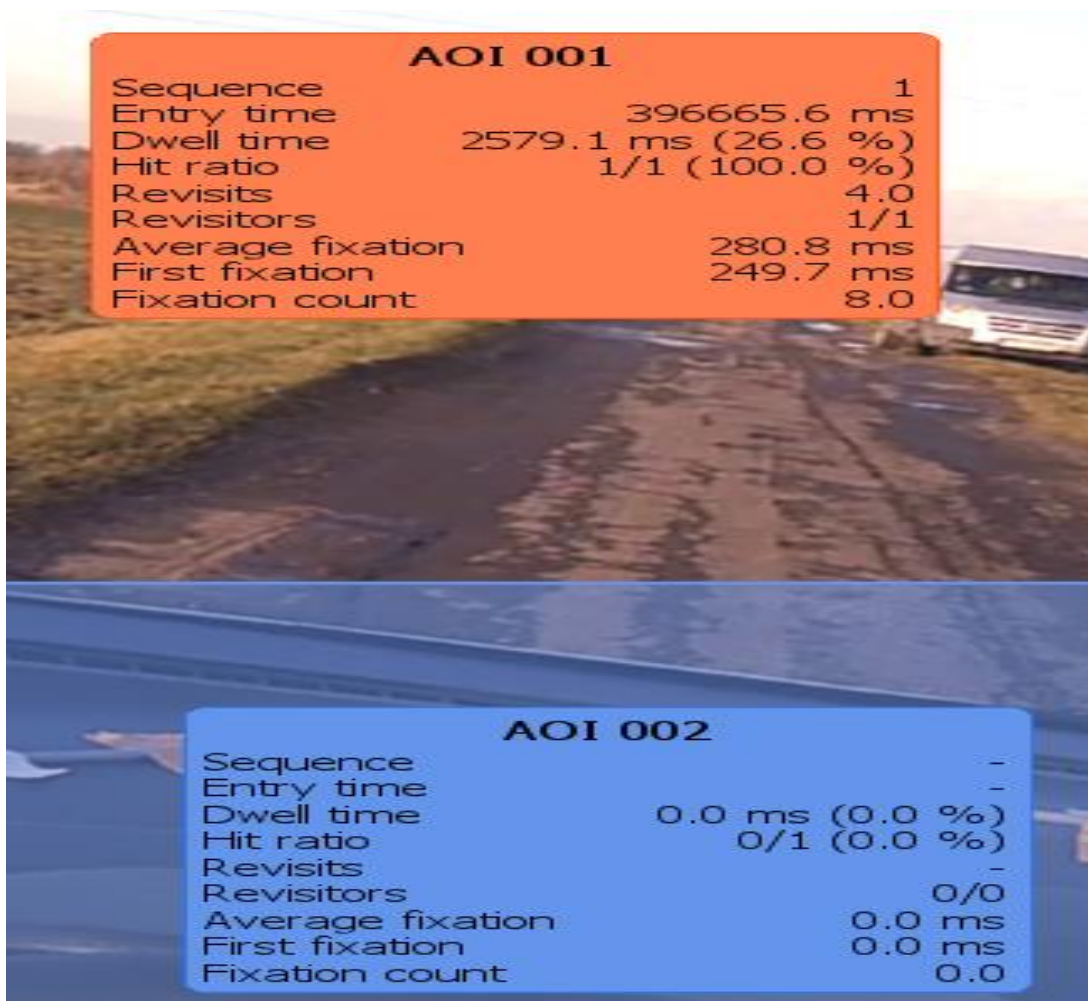 AOI 001
Sequence 1
Entry time 396665.6 ms
Dwell time 2579.1 ms (26.6 %)
Hit ratio 1/1 (100.0 %)
Revisits 4.0
Revisitors 1/1
Average fixation 280.8 ms
First fixation 249.7 ms
Fixation count 8.0
AOI 002
Sequence -
Entry time -
Dwell time 0.0 ms (0.0 %)
Hit ratio 0/1 (0.0 %)
Revisits -
Revisitors 0/0
Average fixation 0.0 ms
First fixation 0.0 ms
Fixation count 0.0